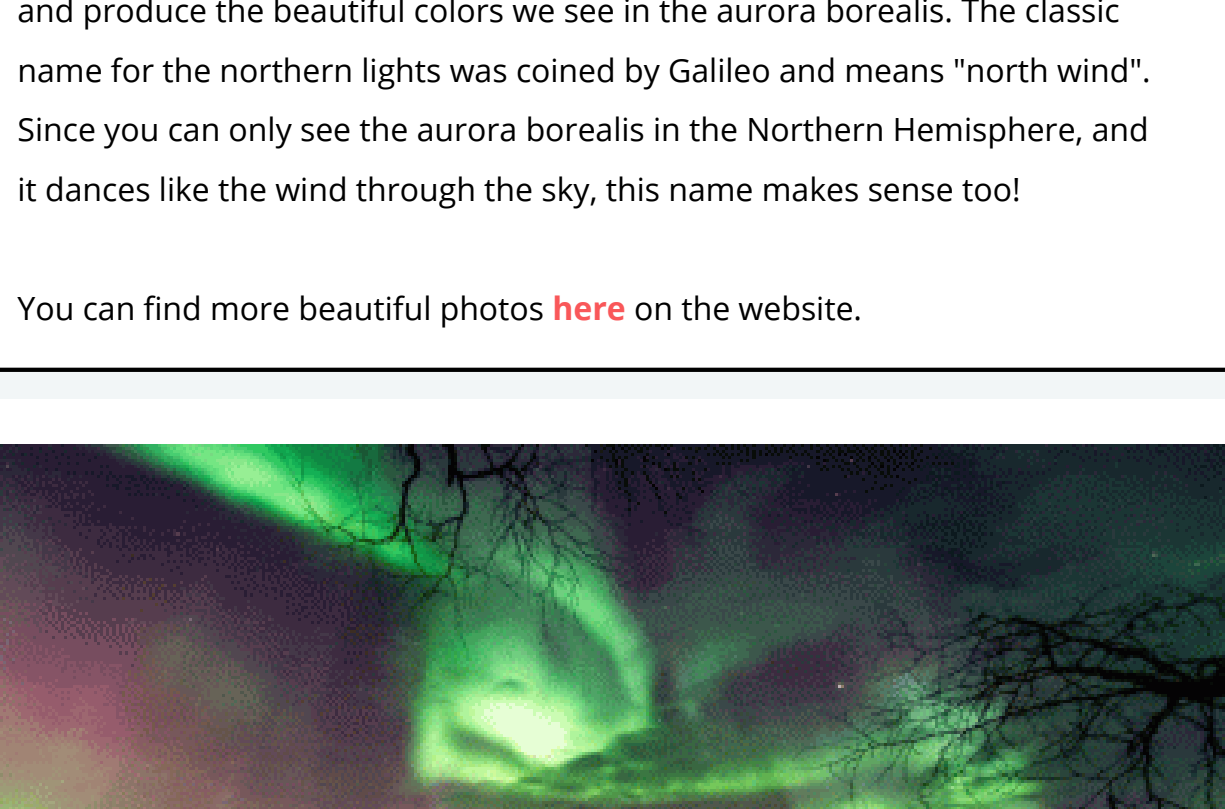 and produce the beautiful colors we see in the aurora borealis. The classic
name for the northern lights was coined by Galileo and means "north wind".
Since you can only see the aurora borealis in the Northern Hemisphere, and
it dances like the wind through the sky, this name makes sense too!
You can find more beautiful photos here on the website.